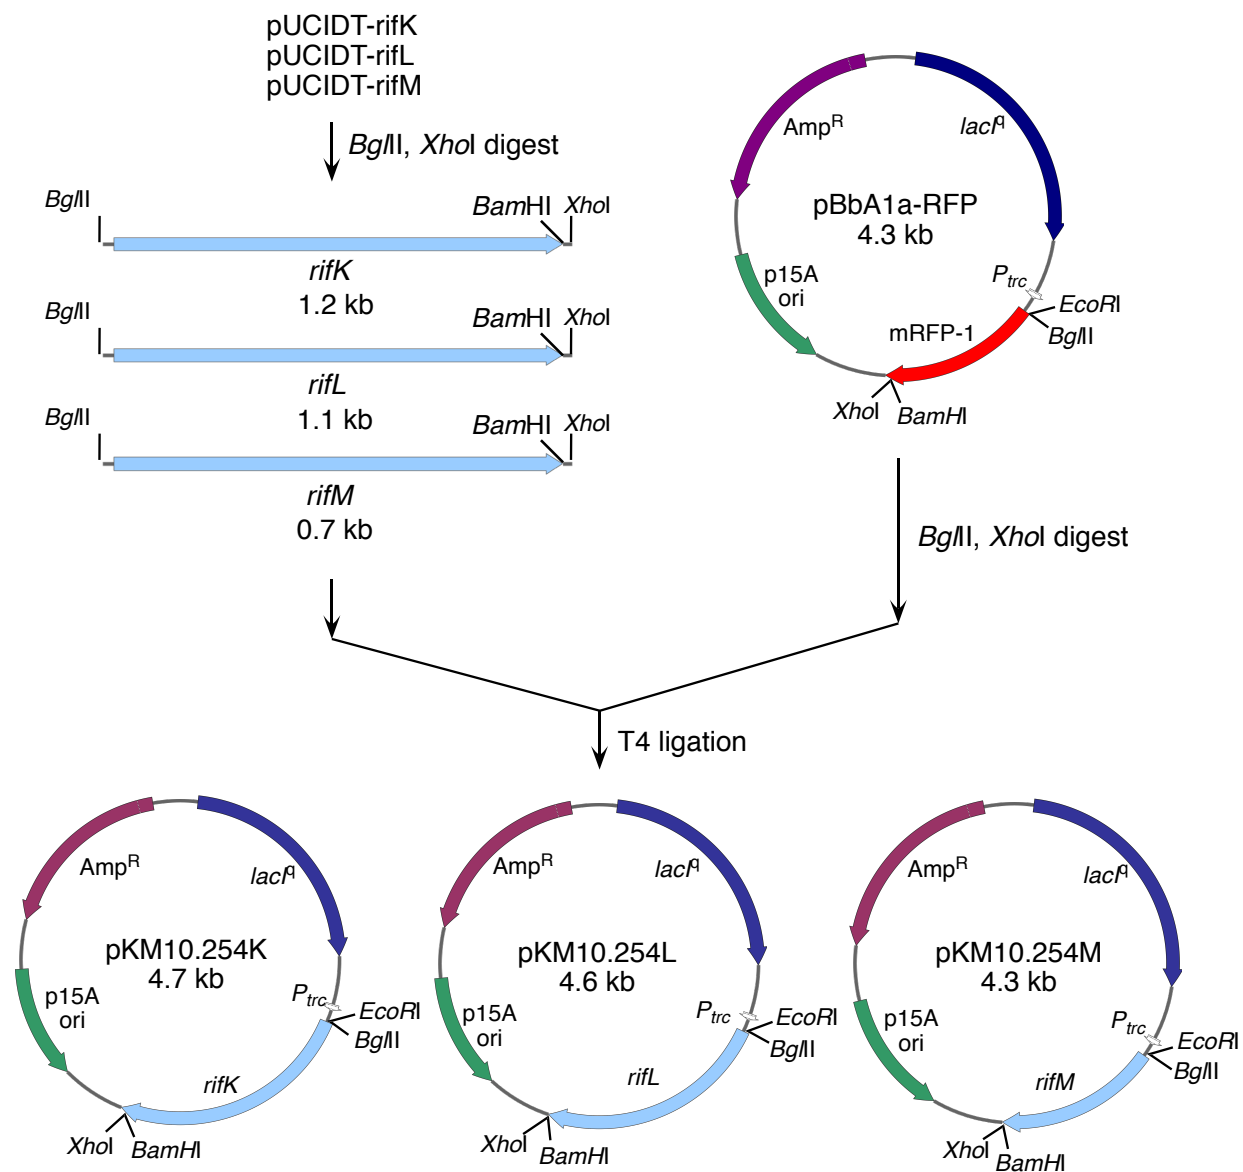 pUCIDT-rifK
pUCIDT-rifL
pUCIDT-rifM
BglII, XhoI digest
BglII
BamHI XhoI
rifK
1.2 kb
BglII
BamHI XhoI
rifL
1.1 kb
BglII
BamHI XhoI
rifM
0.7 kb
AmpR
lacIq
pBbA1a-RFP
4.3 kb
p15A
ori
Ptrc
EcoRI
BglII
mRFP-1
XhoI
BamHI
BglII, XhoI digest
T4 ligation
AmpR
lacIq
pKM10.254K
4.7 kb
p15A
ori
Ptrc
EcoRI
BglII
rifK
XhoI
BamHI
AmpR
lacIq
pKM10.254L
4.6 kb
p15A
ori
Ptrc
EcoRI
BglII
rifL
XhoI
BamHI
AmpR
lacIq
pKM10.254M
4.3 kb
p15A
ori
Ptrc
EcoRI
BglII
rifM
XhoI
BamHI